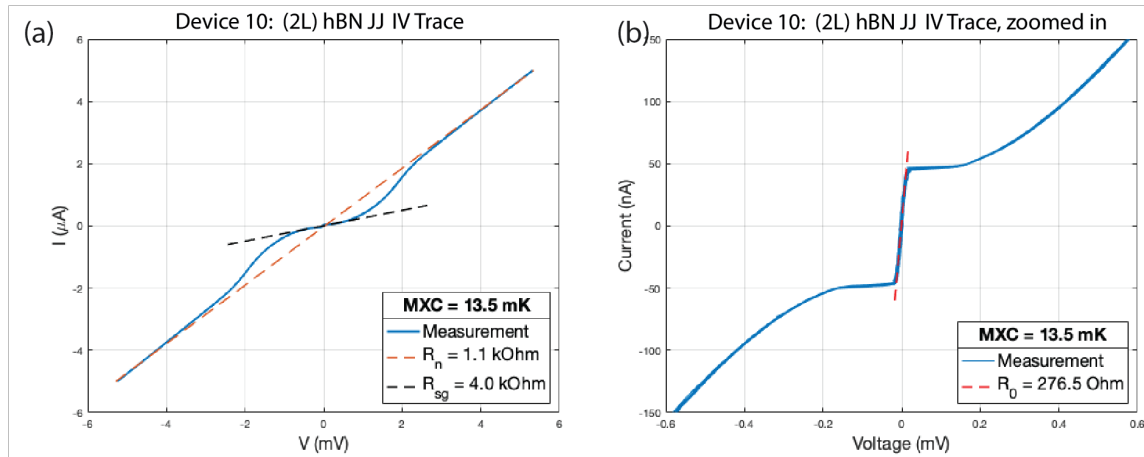 Device 10: (2L) hBN JJ IV Trace
(a)
6
4
2
0
-2
-4
-6
I (μA)
-6
-4
-2
0
2
4
6
V (mV)
MXC = 13.5 mK
Measurement
R_n = 1.1 kOhm
R_sg = 4.0 kOhm
Device 10: (2L) hBN JJ IV Trace, zoomed in
(b)
150
100
50
0
-50
-100
-150
Current (nA)
-0.6
-0.4
-0.2
0
0.2
0.4
0.6
Voltage (mV)
MXC = 13.5 mK
Measurement
R_0 = 276.5 Ohm